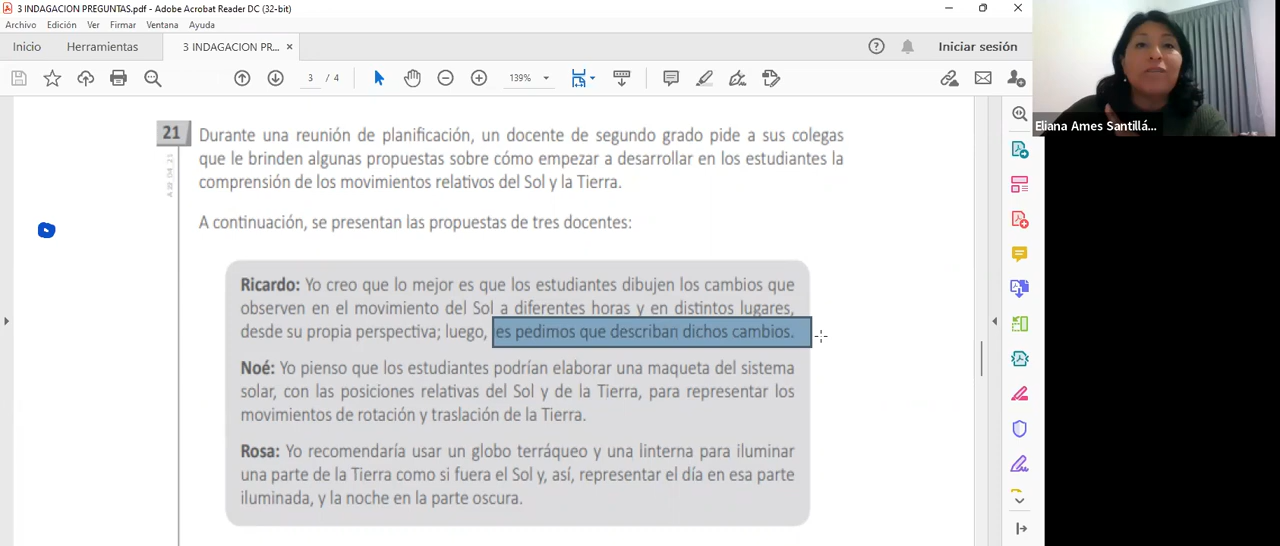 3 INDAGACION PREGUNTAS.pdf - Adobe Acrobat Reader DC (32-bit)
Archivo Edición Ver Firmar Ventana Ayuda
Inicio Herramientas 3 INDAGACION PR... × Iniciar sesión
3 / 4 139%
Eliana Ames Santillá...
21 Durante una reunión de planificación, un docente de segundo grado pide a sus colegas
que le brinden algunas propuestas sobre cómo empezar a desarrollar en los estudiantes la
comprensión de los movimientos relativos del Sol y la Tierra.
A continuación, se presentan las propuestas de tres docentes:
Ricardo: Yo creo que lo mejor es que los estudiantes dibujen los cambios que
observen en el movimiento del Sol a diferentes horas y en distintos lugares,
desde su propia perspectiva; luego, es pedimos que describan dichos cambios.
Noé: Yo pienso que los estudiantes podrían elaborar una maqueta del sistema
solar, con las posiciones relativas del Sol y de la Tierra, para representar los
movimientos de rotación y traslación de la Tierra.
Rosa: Yo recomendaría usar un globo terráqueo y una linterna para iluminar
una parte de la Tierra como si fuera el Sol y, así, representar el día en esa parte
iluminada, y la noche en la parte oscura.